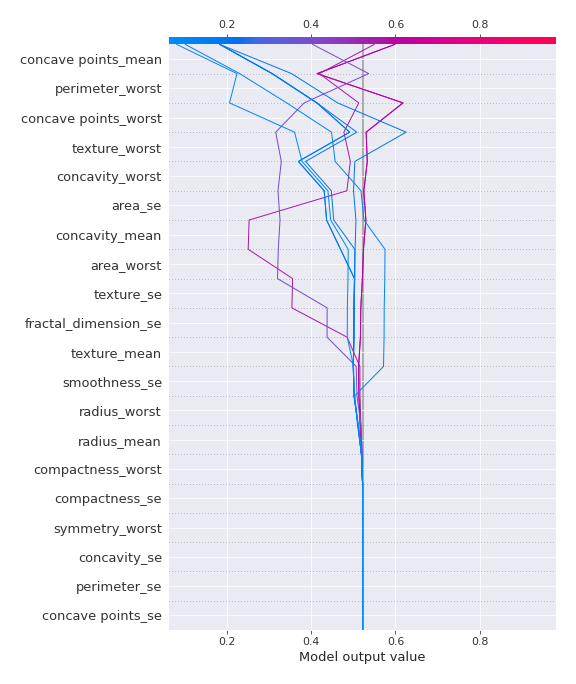 0.2 0.4 0.6 0.8
concave points_mean
perimeter_worst
concave points_worst
texture_worst
concavity_worst
area_se
concavity_mean
area_worst
texture_se
fractal_dimension_se
texture_mean
smoothness_se
radius_worst
radius_mean
compactness_worst
compactness_se
symmetry_worst
concavity_se
perimeter_se
concave points_se
0.2 0.4 0.6 0.8
Model output value